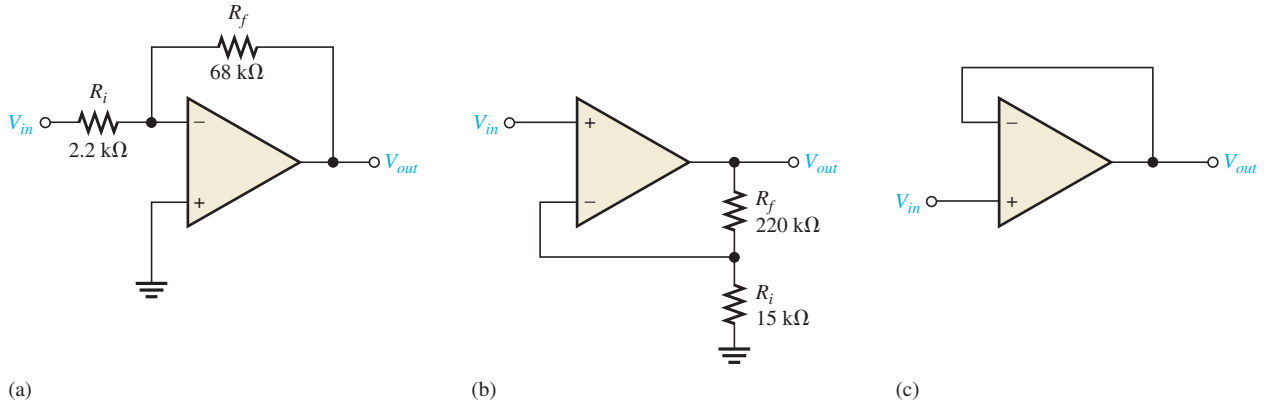 R_f
68 kΩ
R_i
V_in
2.2 kΩ
−
+
V_out
(a)
V_in
+
−
V_out
R_f
220 kΩ
R_i
15 kΩ
(b)
−
V_in
+
V_out
(c)